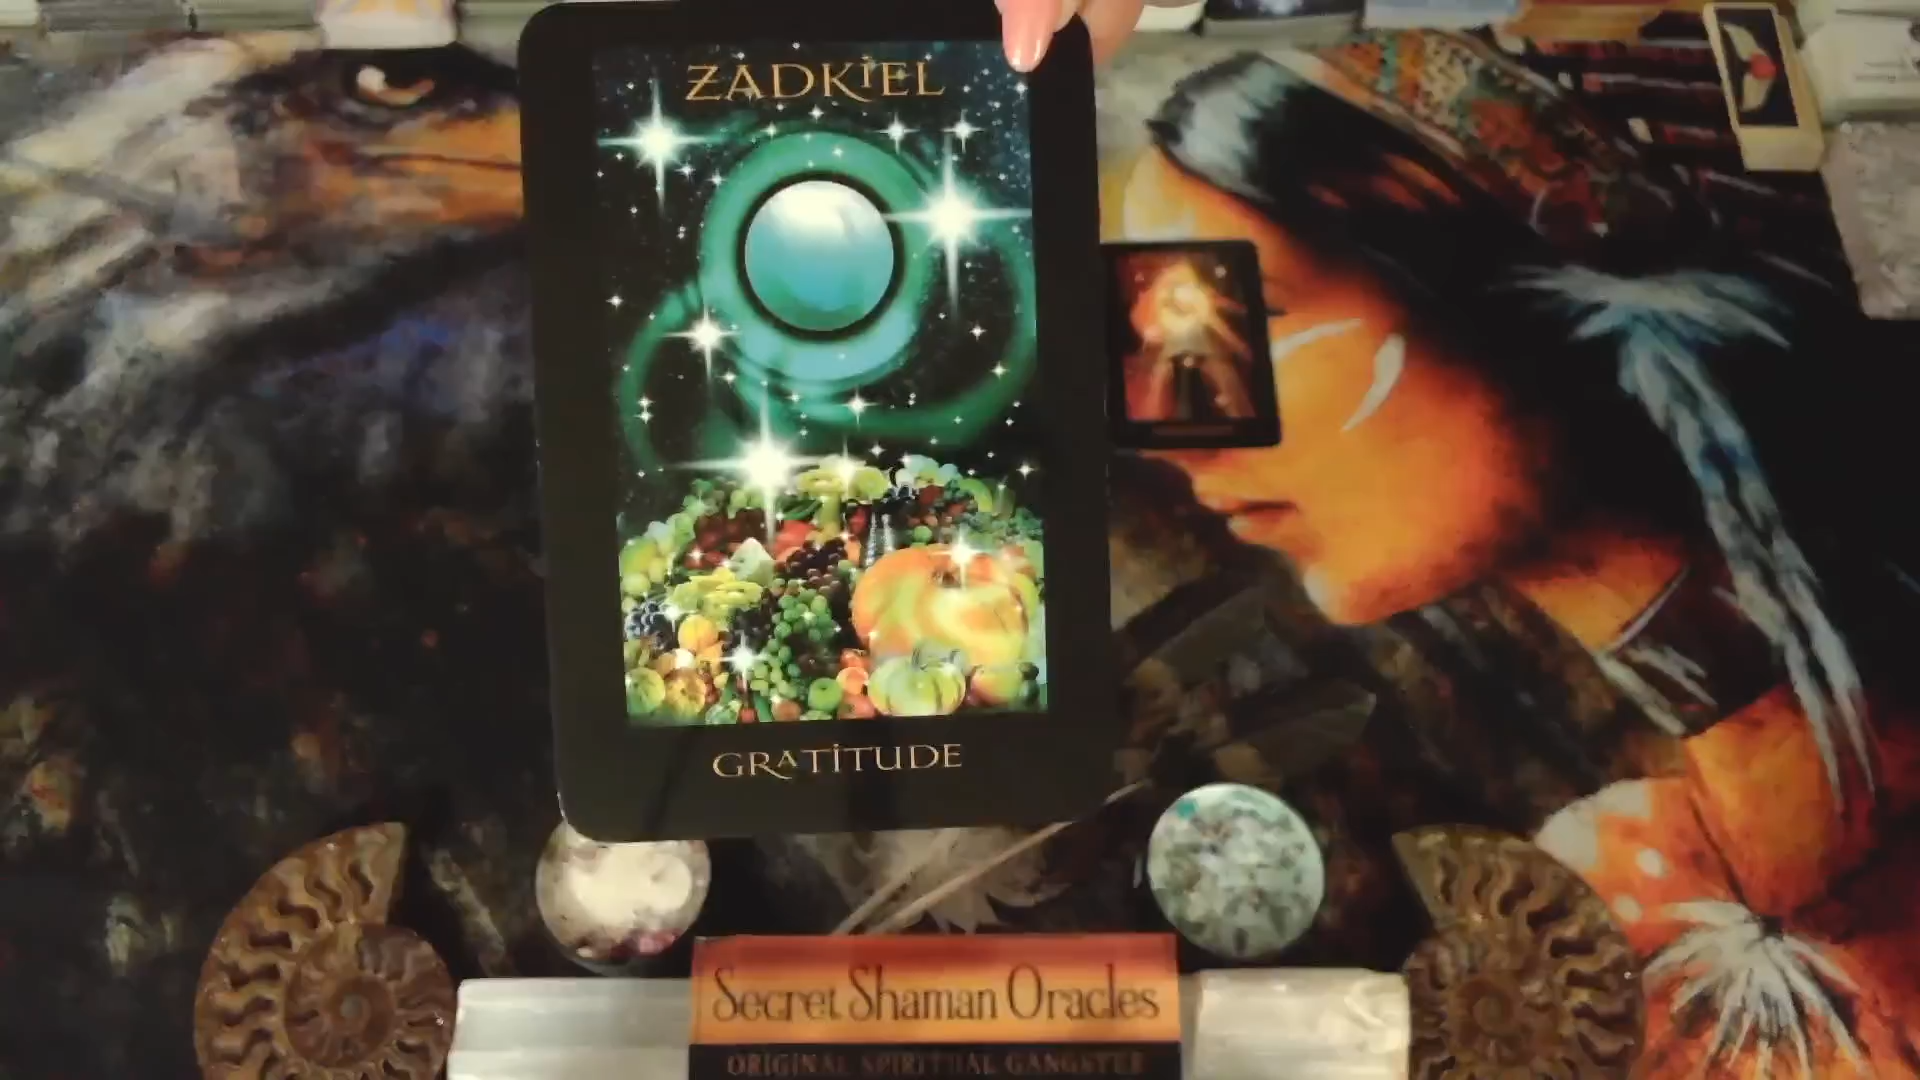 ZADKIEL
GRATITUDE
Secret Shaman Oracles
ORIGINAL SPIRITUAL GANGSTER